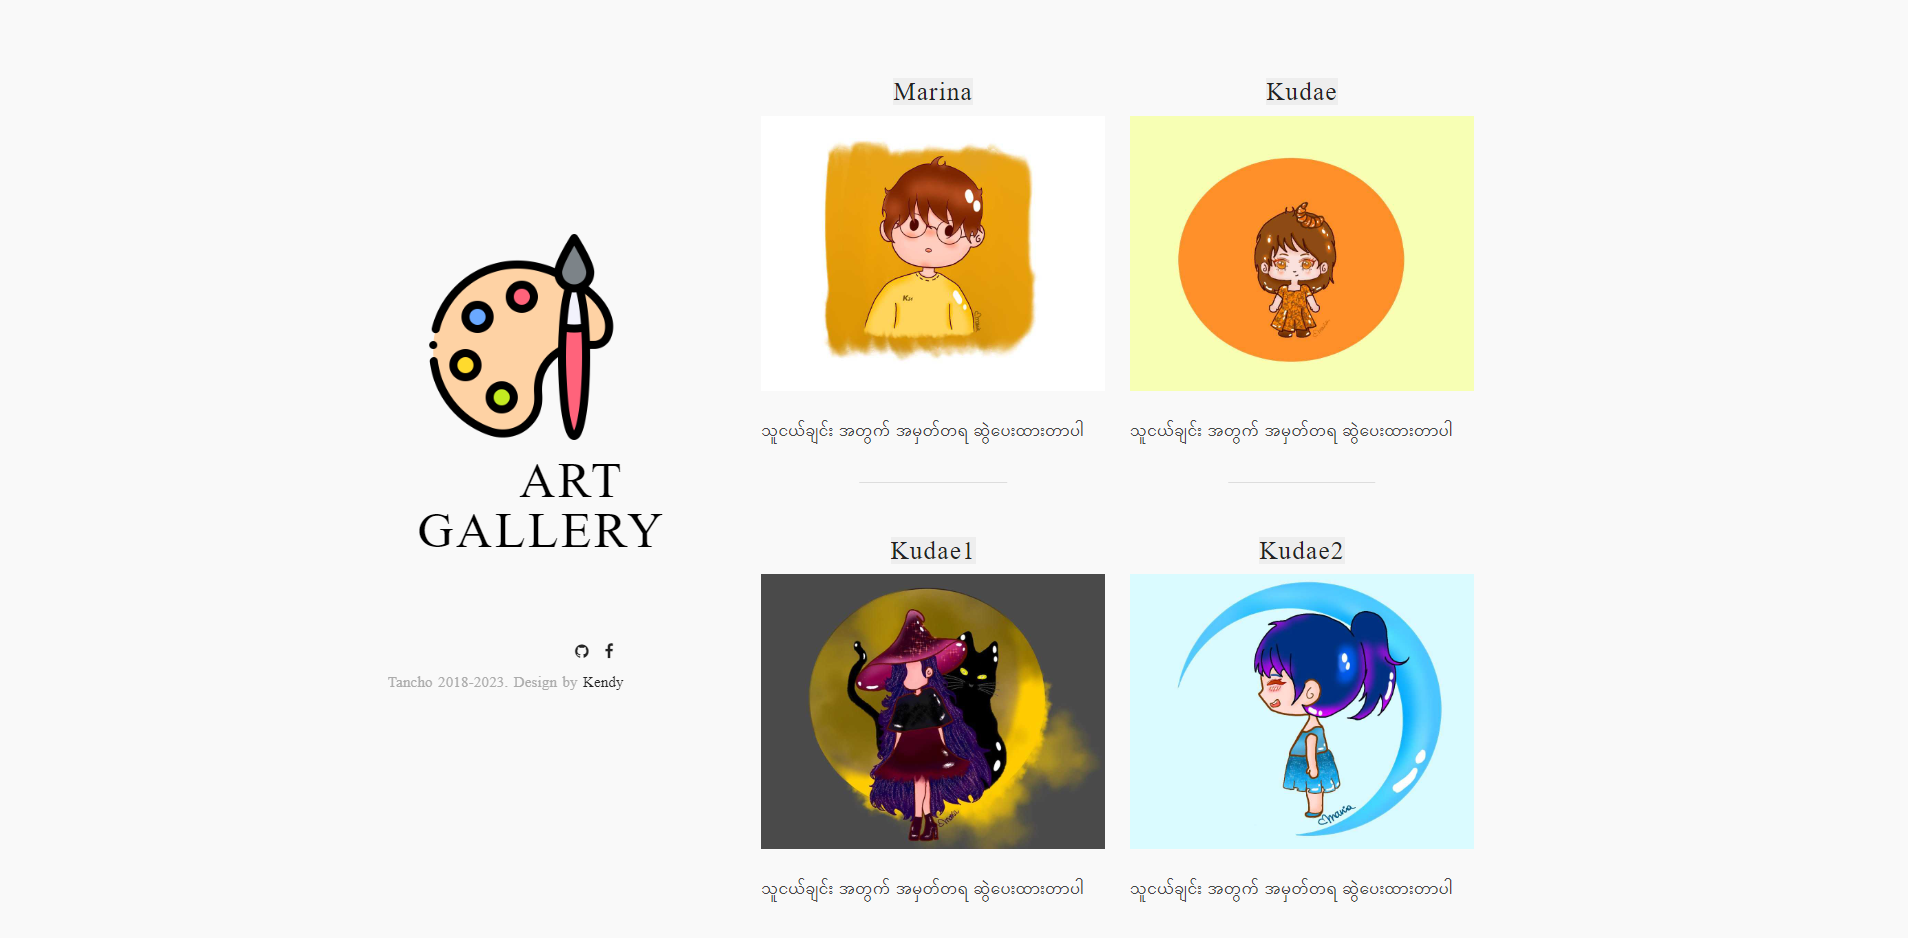 ART
GALLERY
Tancho 2018-2023. Design by Kendy
Marina
Kudae
သူငယ်ချင်း အတွက် အမှတ်တရ ဆွဲပေးထားတာပါ
သူငယ်ချင်း အတွက် အမှတ်တရ ဆွဲပေးထားတာပါ
Kudae1
Kudae2
သူငယ်ချင်း အတွက် အမှတ်တရ ဆွဲပေးထားတာပါ
သူငယ်ချင်း အတွက် အမှတ်တရ ဆွဲပေးထားတာပါ